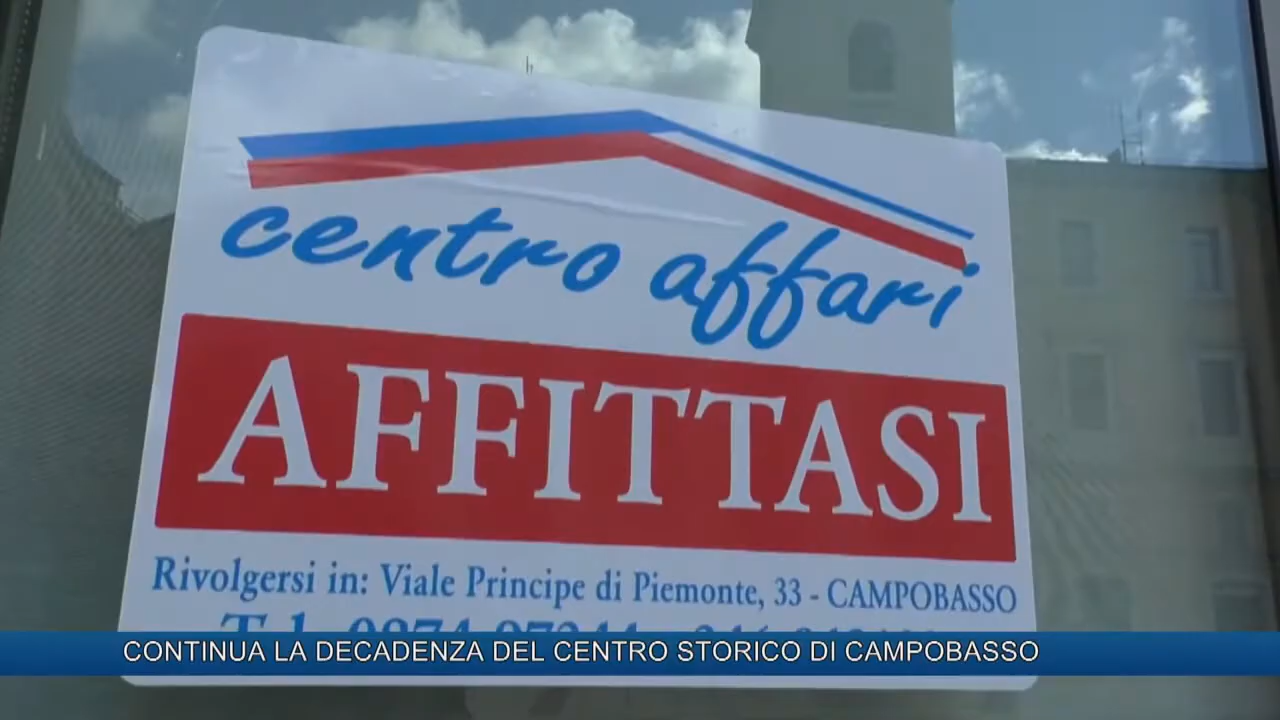 centro affari
AFFITTASI
Rivolgersi in: Viale Principe di Piemonte, 33 - CAMPOBASSO
CONTINUA LA DECADENZA DEL CENTRO STORICO DI CAMPOBASSO